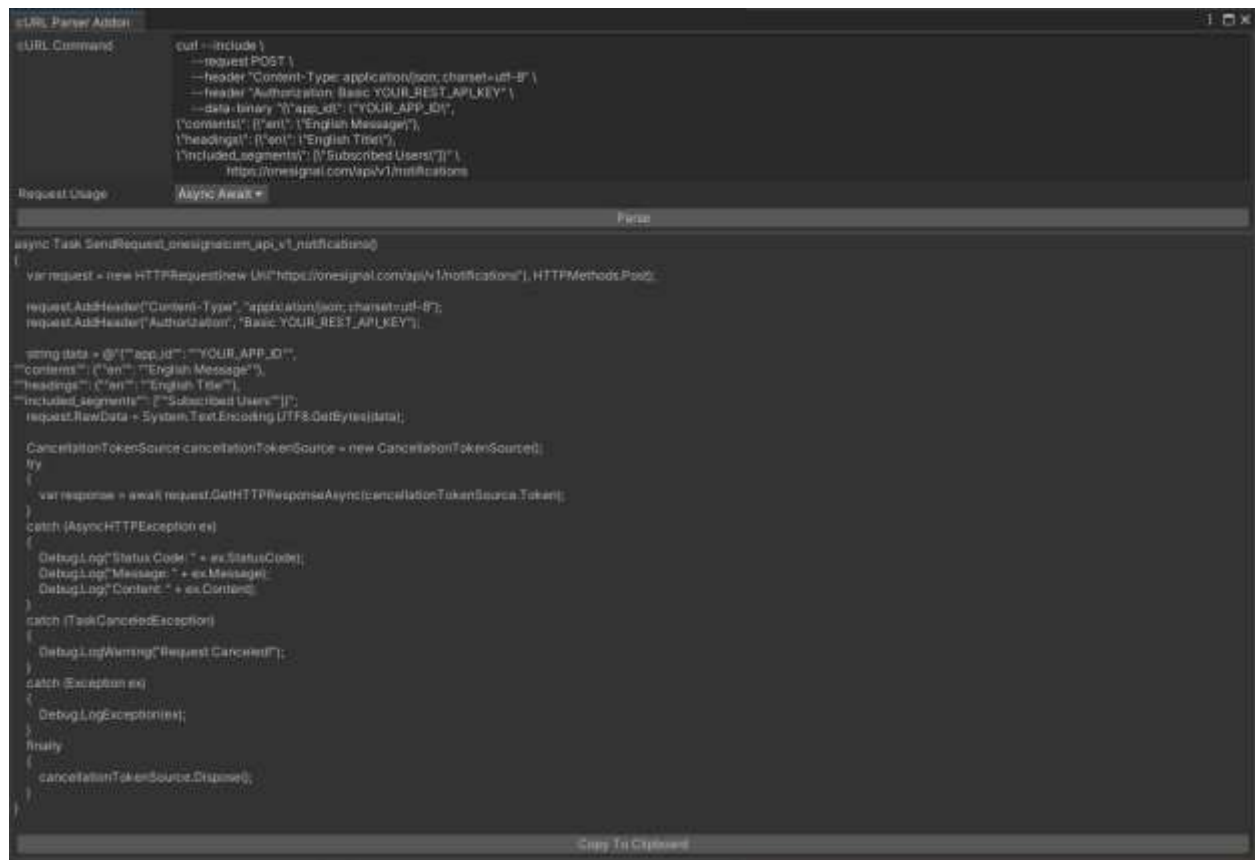 cURL Parser Addon
cURL Command
curl --include \
--request POST \
--header "Content-Type: application/json; charset=utf-8" \
--header "Authorization: Basic YOUR_REST_API_KEY" \
--data-binary "{\"app_id\": \"YOUR_APP_ID\",
\"contents\": {\"en\": \"English Message\"},
\"headings\": {\"en\": \"English Title\"},
\"included_segments\": [\"Subscribed Users\"]}" \
https://onesignal.com/api/v1/notifications
Request Usage
Async Await
Parse
async Task SendRequest_onesignalcom_api_v1_notifications()
{
var request = new HTTPRequest(new Uri("https://onesignal.com/api/v1/notifications"), HTTPMethods.Post);
request.AddHeader("Content-Type", "application/json; charset=utf-8");
request.AddHeader("Authorization", "Basic YOUR_REST_API_KEY");
string data = @"{""app_id"": ""YOUR_APP_ID"",
""contents"": {""en"": ""English Message""},
""headings"": {""en"": ""English Title""},
""included_segments"": [""Subscribed Users""]}";
request.RawData = System.Text.Encoding.UTF8.GetBytes(data);
CancellationTokenSource cancellationTokenSource = new CancellationTokenSource();
try
{
var response = await request.GetHTTPResponseAsync(cancellationTokenSource.Token);
}
catch (AsyncHTTPException ex)
{
Debug.Log("Status Code: " + ex.StatusCode);
Debug.Log("Message: " + ex.Message);
Debug.Log("Content: " + ex.Content);
}
catch (TaskCanceledException)
{
Debug.LogWarning("Request Canceled!");
}
catch (Exception ex)
{
Debug.LogException(ex);
}
finally
{
cancellationTokenSource.Dispose();
}
}
Copy To Clipboard